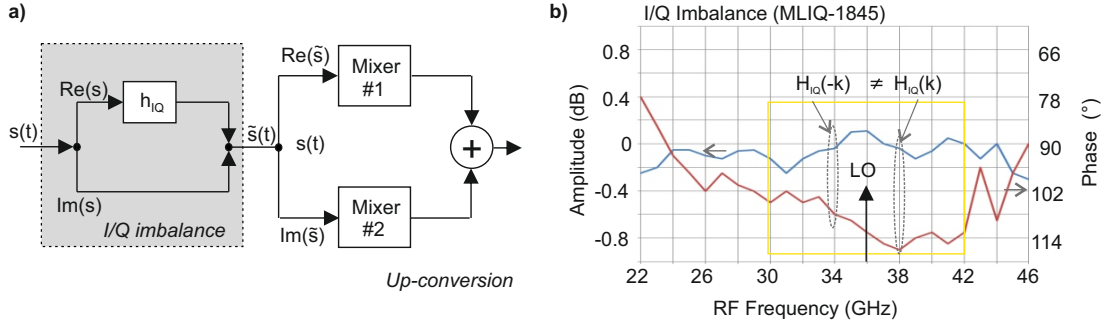 a)
Re(s)
h_IQ
s(t)
Im(s)
I/Q imbalance
s̃(t)
Re(s̃)
Mixer
#1
s(t)
+
Mixer
#2
Im(s̃)
Up-conversion
b)
I/Q Imbalance (MLIQ-1845)
Amplitude (dB)
0.8
0.4
0
-0.4
-0.8
H_IQ(-k) ≠ H_IQ(k)
LO
66
78
90
102
114
Phase (°)
22 26 30 34 38 42 46
RF Frequency (GHz)